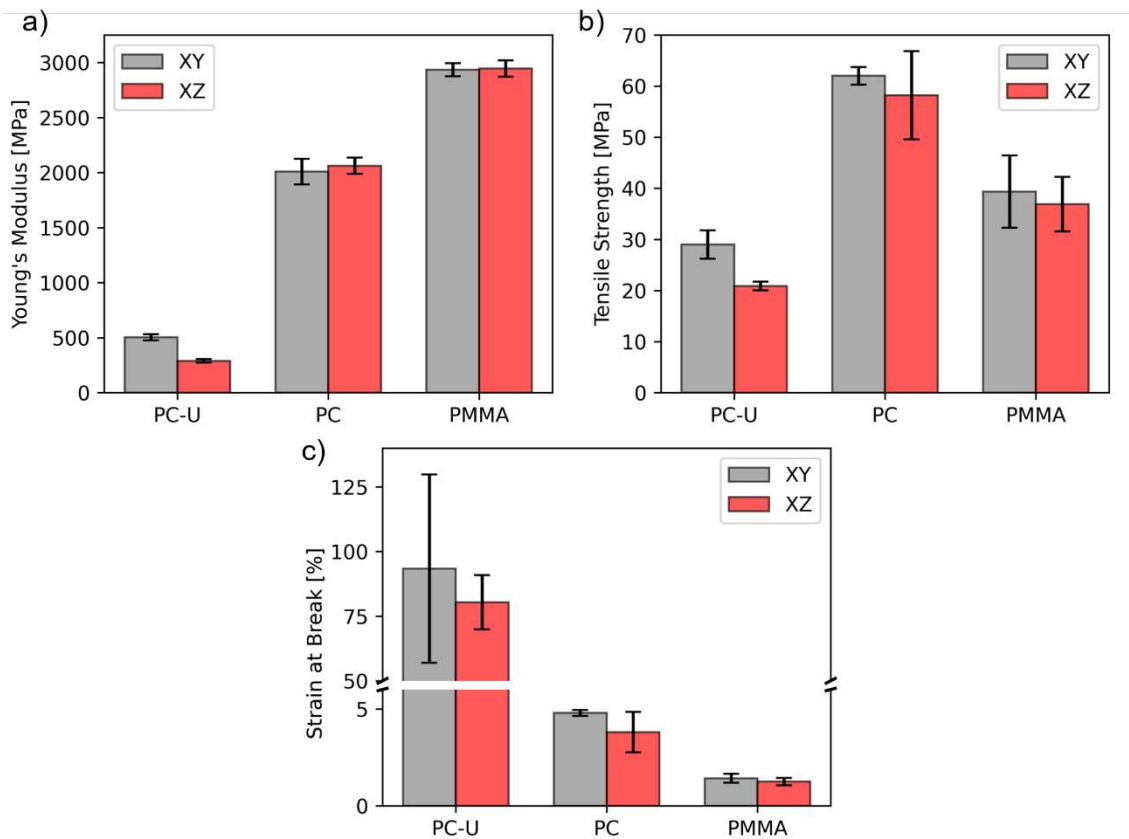 a)
XY
XZ
Young's Modulus [MPa]
3000
2500
2000
1500
1000
500
0
PC-U PC PMMA
b)
XY
XZ
Tensile Strength [MPa]
70
60
50
40
30
20
10
0
PC-U PC PMMA
c)
XY
XZ
Strain at Break [%]
125
100
75
50
5
0
PC-U PC PMMA